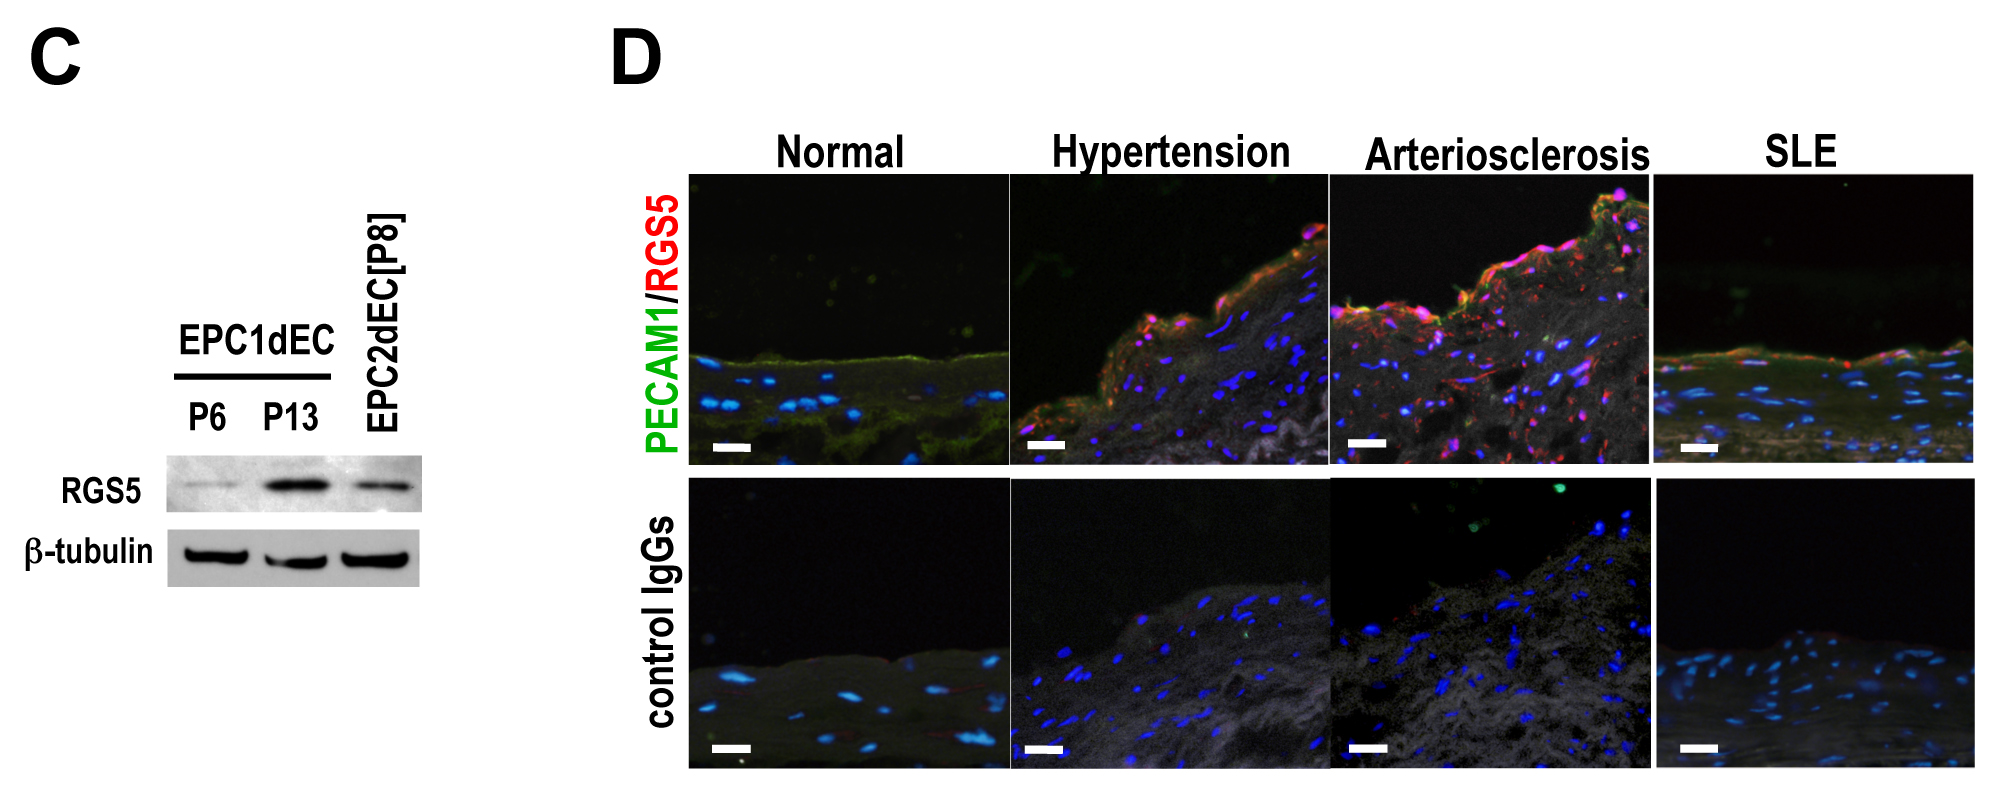 C
D
EPC1dEC
P6 P13
EPC2dEC[P8]
RGS5
β-tubulin
Normal Hypertension Arteriosclerosis SLE
PECAM1/RGS5
control IgGs